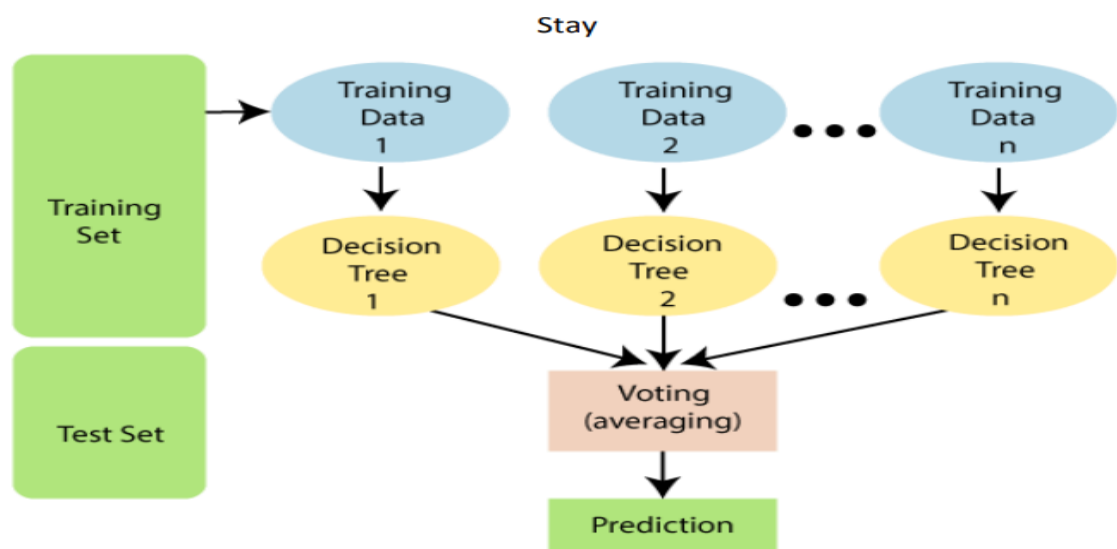 Stay
Training
Set
Test Set
Training
Data
1
Training
Data
2
Training
Data
n
Decision
Tree
1
Decision
Tree
2
Decision
Tree
n
Voting
(averaging)
Prediction